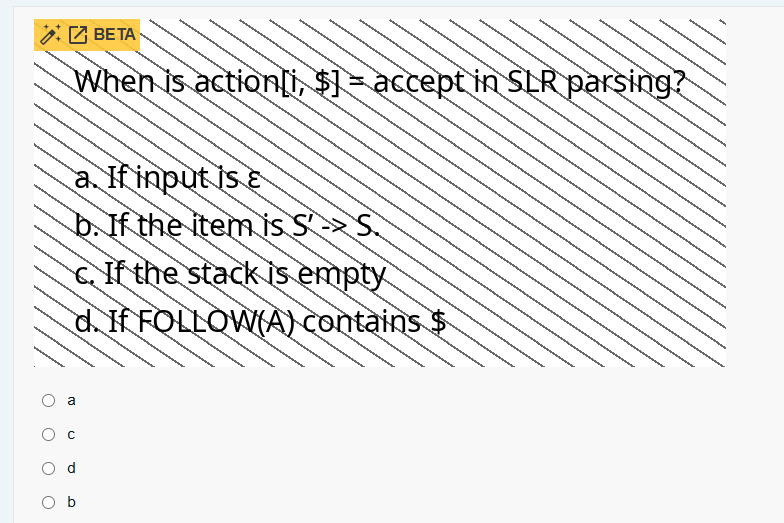 BETA
When is action[i, $] = accept in SLR parsing?
a. If input is ε
b. If the item is S’ -> S.
c. If the stack is empty
d. If FOLLOW(A) contains $
a
c
d
b